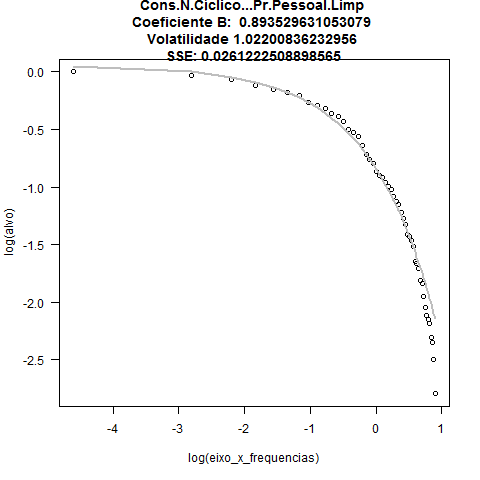 Cons.N.Ciclico...Pr.Pessoal.Limp
Coeficiente B:  0.893529631053079
Volatilidade 1.02200836232956
SSE: 0.0261222508898565
0.0
-0.5
-1.0
-1.5
-2.0
-2.5
log(alvo)
-4 -3 -2 -1 0 1
log(eixo_x_frequencias)